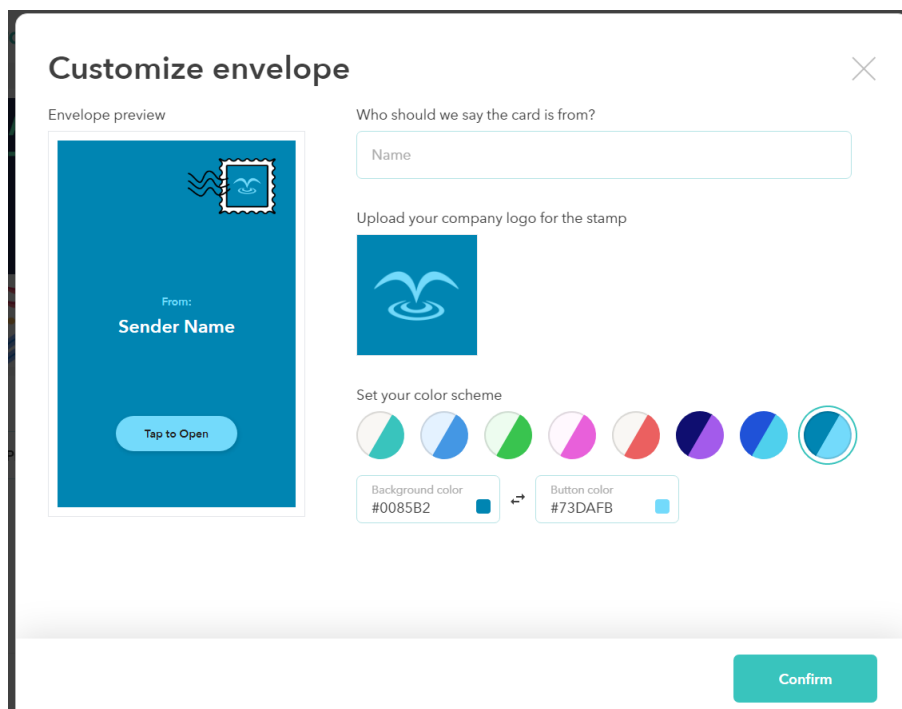 Customize envelope
Envelope preview
From:
Sender Name
Tap to Open
Who should we say the card is from?
Name
Upload your company logo for the stamp
Set your color scheme
Background color
#0085B2
Button color
#73DAFB
Confirm